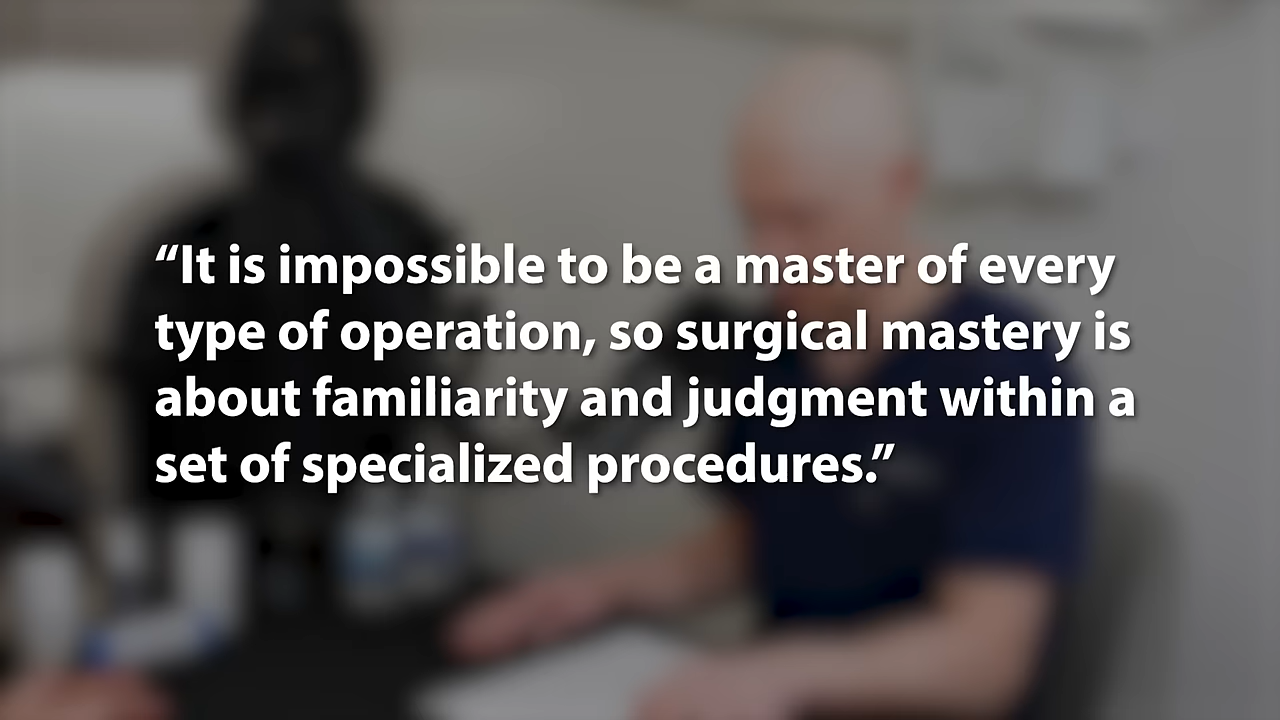 “It is impossible to be a master of every
type of operation, so surgical mastery is
about familiarity and judgment within a
set of specialized procedures.”